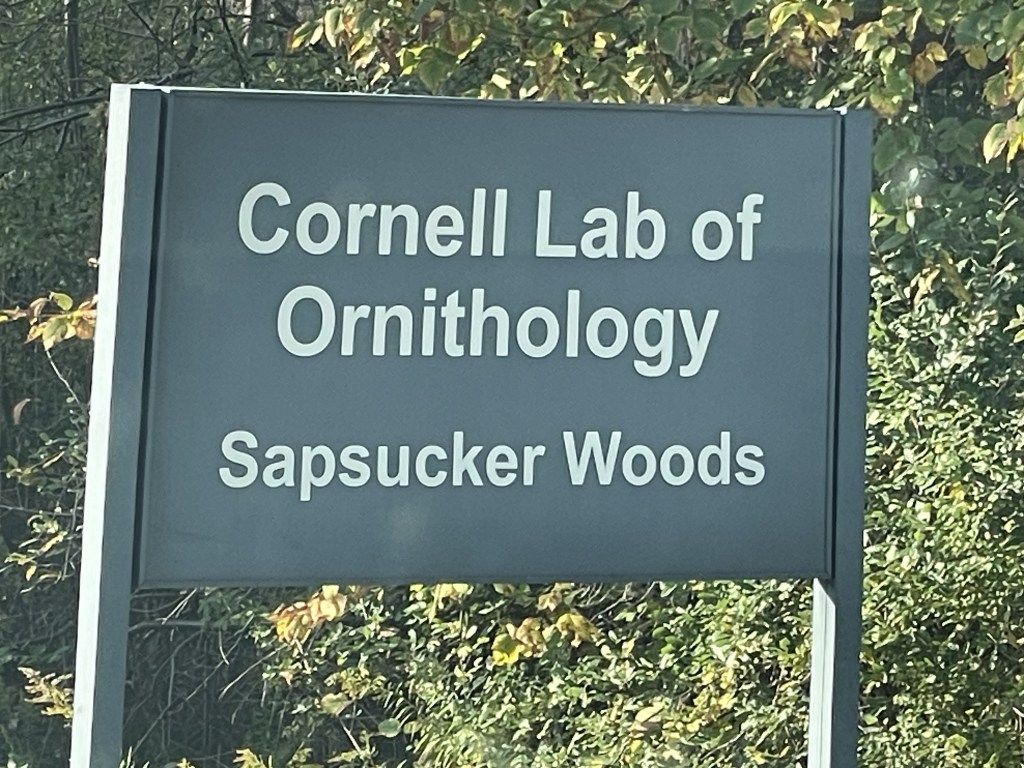 Cornell Lab of
Ornithology
Sapsucker Woods